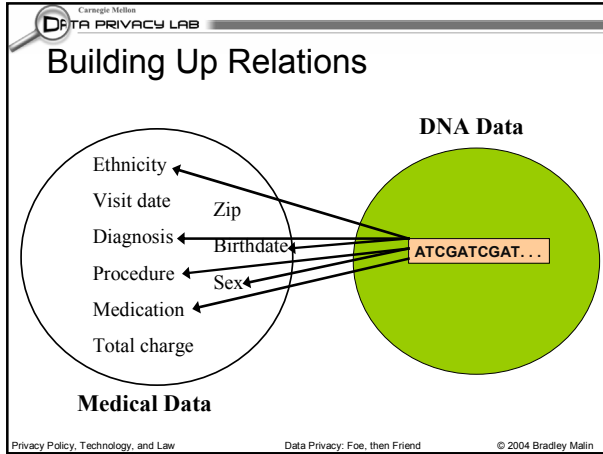 Carnegie Mellon
DATA PRIVACY LAB
Building Up Relations
DNA Data
Ethnicity
Visit date
Zip
Diagnosis
Birthdate
ATCGATCGAT...
Procedure
Sex
Medication
Total charge
Medical Data
Privacy Policy, Technology, and Law
Data Privacy: Foe, then Friend
© 2004 Bradley Malin